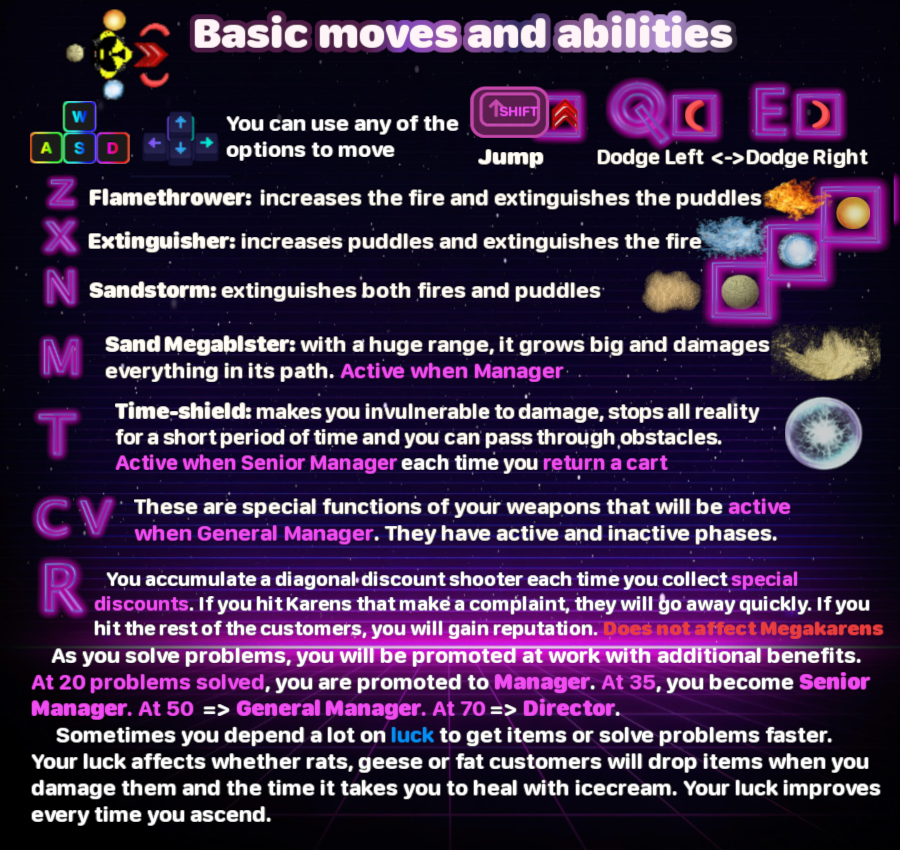 Basic moves and abilities
W
A S D
You can use any of the
options to move
SHIFT
Jump
Q
E
Dodge Left <->Dodge Right
Z
Flamethrower: increases the fire and extinguishes the puddles
X
Extinguisher: increases puddles and extinguishes the fire
N
Sandstorm: extinguishes both fires and puddles
M
Sand Megablster: with a huge range, it grows big and damages
everything in its path. Active when Manager
T
Time-shield: makes you invulnerable to damage, stops all reality
for a short period of time and you can pass through obstacles.
Active when Senior Manager each time you return a cart
C V
These are special functions of your weapons that will be active
when General Manager. They have active and inactive phases.
R
You accumulate a diagonal discount shooter each time you collect special
discounts. If you hit Karens that make a complaint, they will go away quickly. If you
hit the rest of the customers, you will gain reputation. Does not affect Megakarens
As you solve problems, you will be promoted at work with additional benefits.
At 20 problems solved, you are promoted to Manager. At 35, you become Senior
Manager. At 50 => General Manager. At 70 => Director.
Sometimes you depend a lot on luck to get items or solve problems faster.
Your luck affects whether rats, geese or fat customers will drop items when you
damage them and the time it takes you to heal with icecream. Your luck improves
every time you ascend.